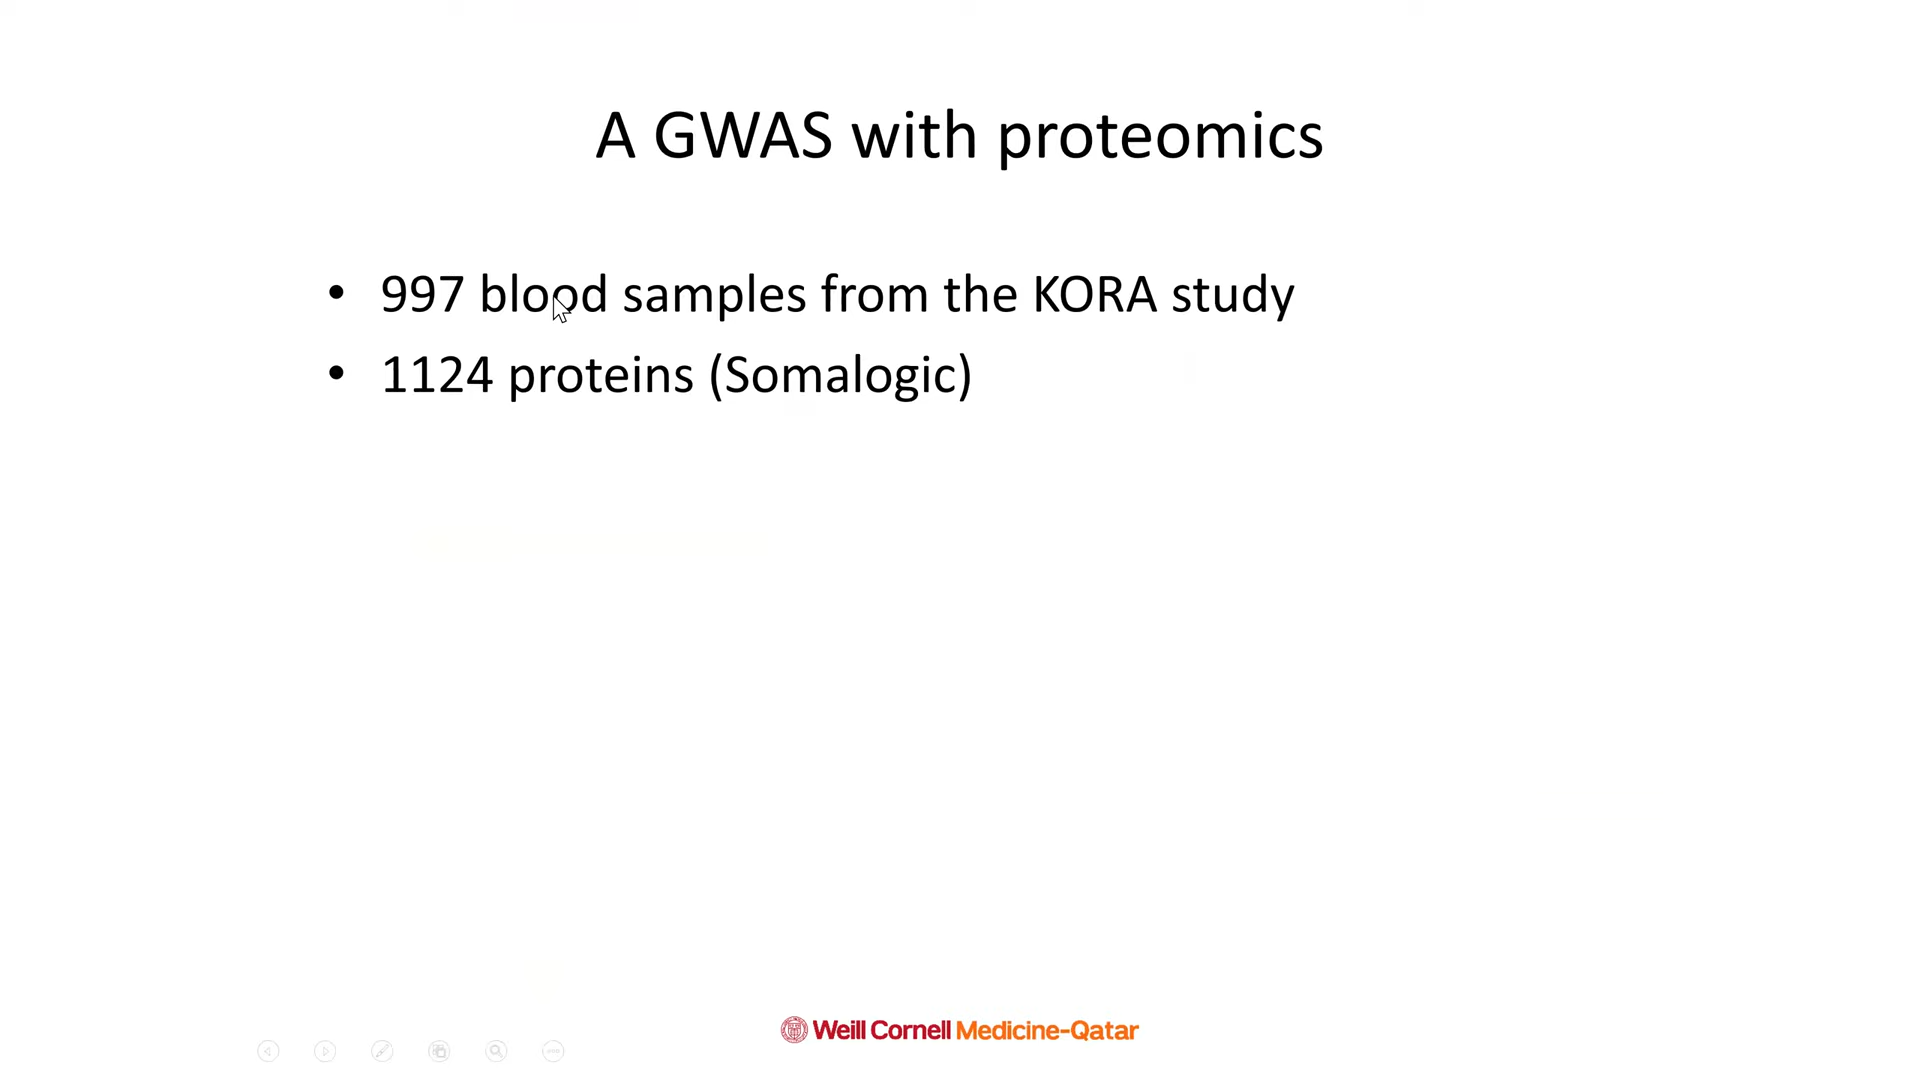 A GWAS with proteomics
• 997 blood samples from the KORA study
• 1124 proteins (Somalogic)
Weill Cornell Medicine-Qatar